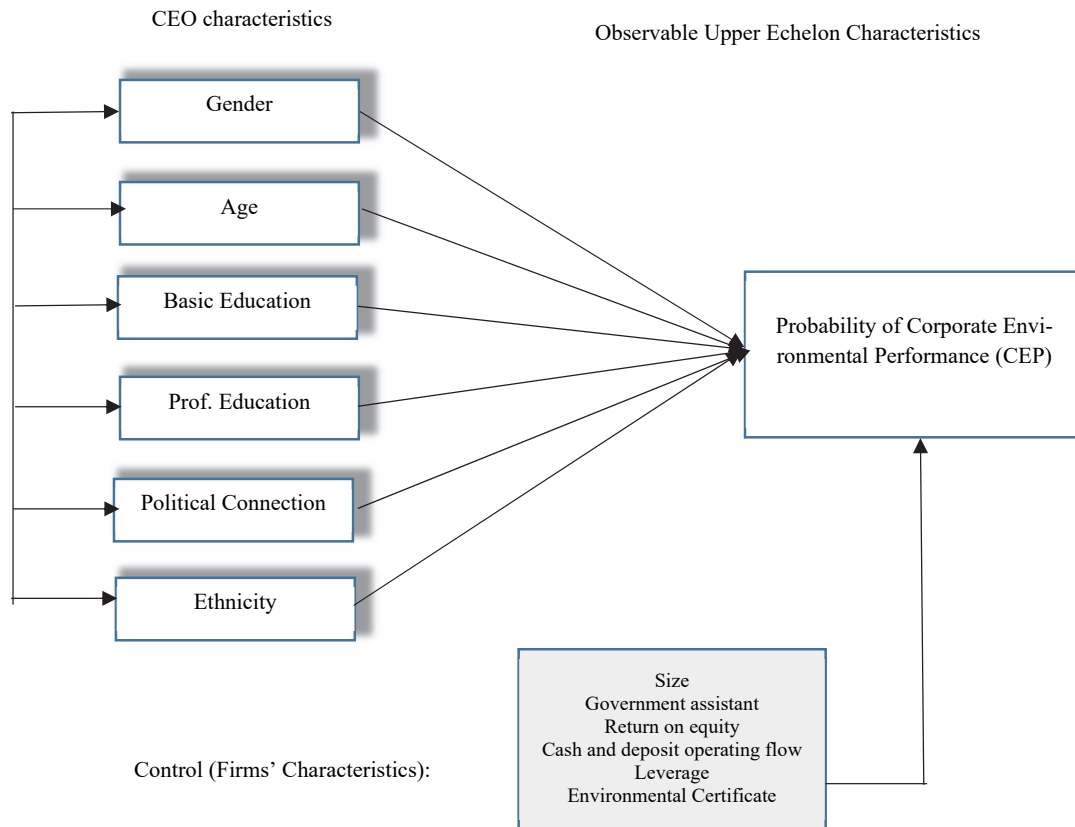 CEO characteristics
Observable Upper Echelon Characteristics
Gender
Age
Basic Education
Prof. Education
Political Connection
Ethnicity
Probability of Corporate Envi-
ronmental Performance (CEP)
Size
Government assistant
Return on equity
Cash and deposit operating flow
Leverage
Environmental Certificate
Control (Firms’ Characteristics):